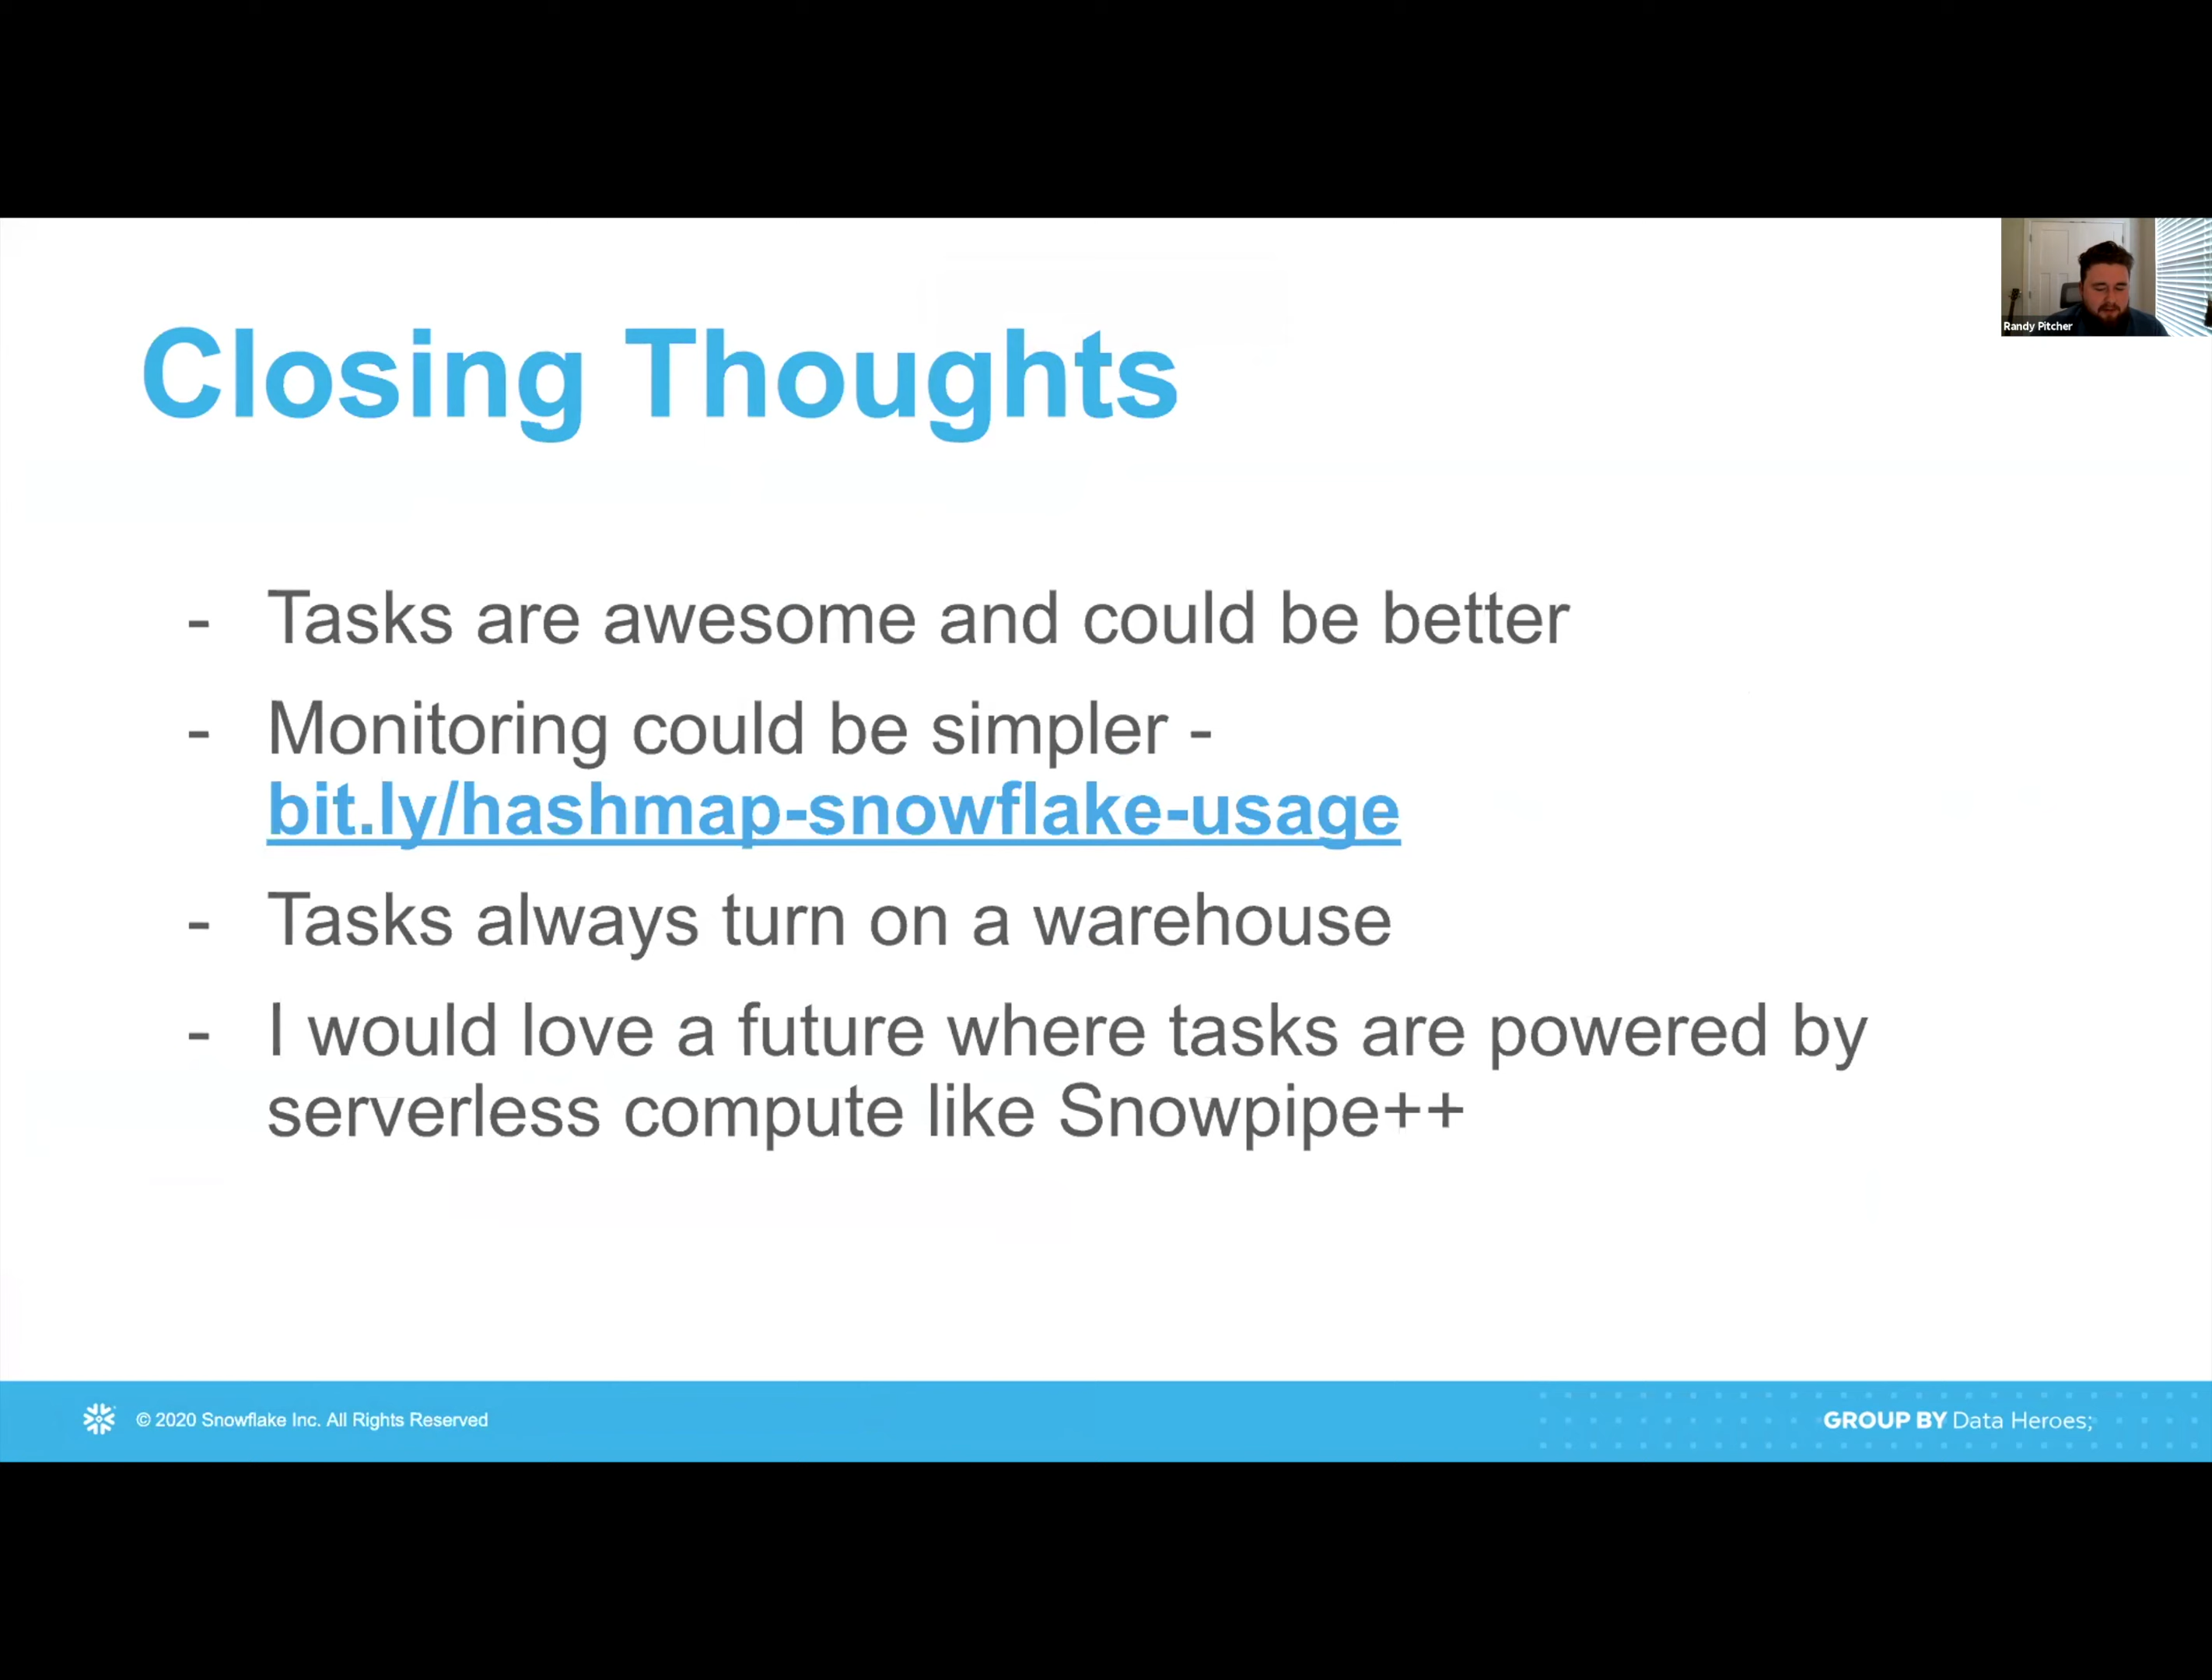 Randy Pitcher
Closing Thoughts
- Tasks are awesome and could be better
- Monitoring could be simpler -
bit.ly/hashmap-snowflake-usage
- Tasks always turn on a warehouse
- I would love a future where tasks are powered by
serverless compute like Snowpipe++
© 2020 Snowflake Inc. All Rights Reserved
GROUP BY Data Heroes;